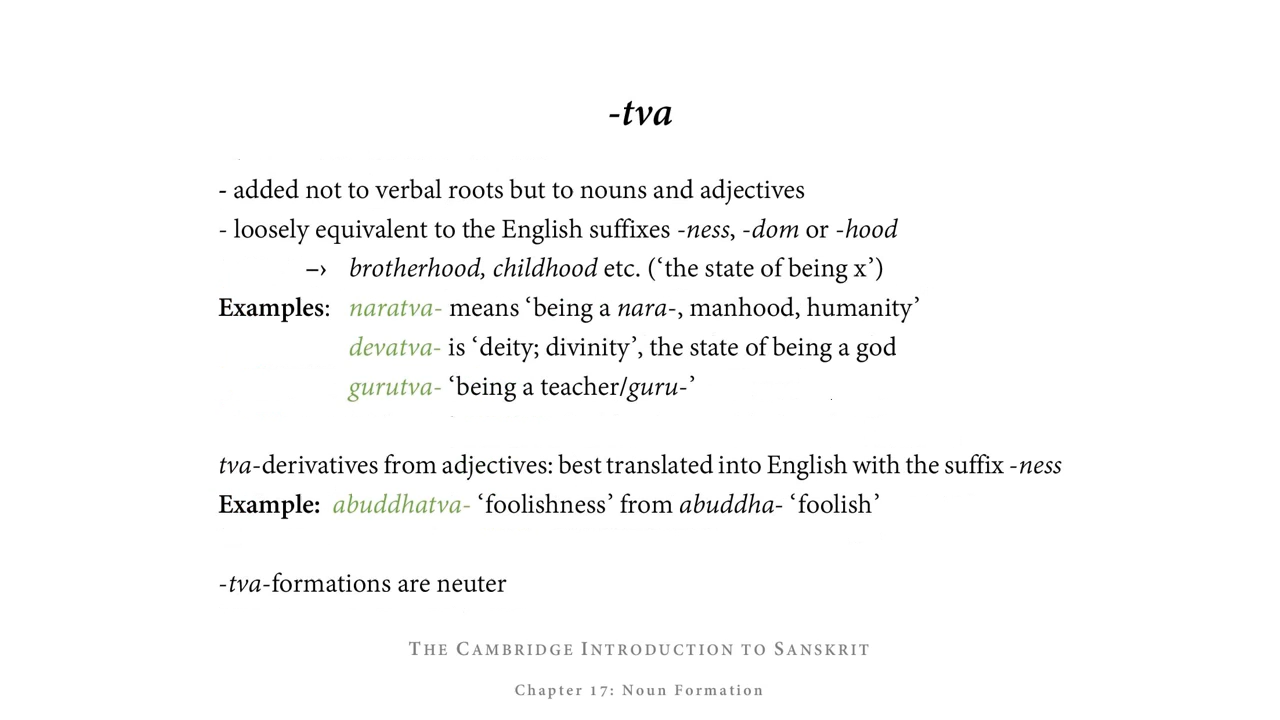 -tva
- added not to verbal roots but to nouns and adjectives
- loosely equivalent to the English suffixes -ness, -dom or -hood
–› brotherhood, childhood etc. (‘the state of being x’)
Examples: naratva- means ‘being a nara-, manhood, humanity’
devatva- is ‘deity; divinity’, the state of being a god
gurutva- ‘being a teacher/guru-’
tva-derivatives from adjectives: best translated into English with the suffix -ness
Example: abuddhatva- ‘foolishness’ from abuddha- ‘foolish’
-tva-formations are neuter
The Cambridge Introduction to Sanskrit
Chapter 17: Noun Formation